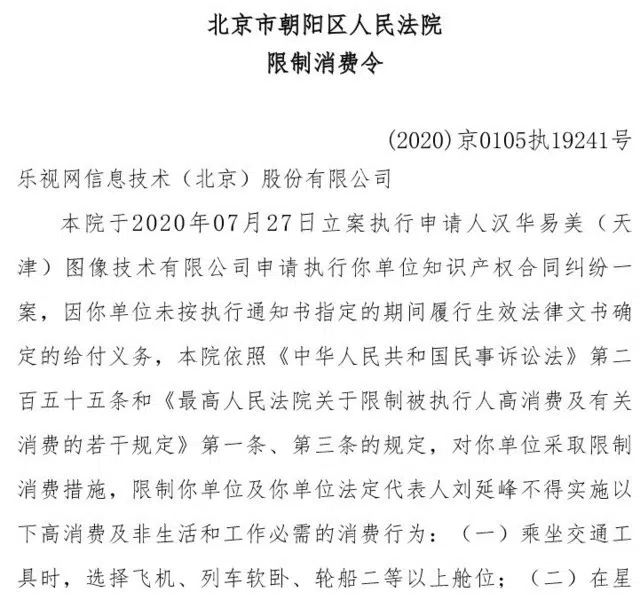 北京市朝阳区人民法院
限制消费令
(2020)京0105执19241号
乐视网信息技术（北京）股份有限公司
本院于2020年07月27日立案执行申请人汉华易美（天
津）图像技术有限公司申请执行你单位知识产权合同纠纷一
案，因你单位未按执行通知书指定的期间履行生效法律文书确
定的给付义务，本院依照《中华人民共和国民事诉讼法》第二
百五十五条和《最高人民法院关于限制被执行人高消费及有关
消费的若干规定》第一条、第三条的规定，对你单位采取限制
消费措施，限制你单位及你单位法定代表人刘延峰不得实施以
下高消费及非生活和工作必需的消费行为：（一）乘坐交通工
具时，选择飞机、列车软卧、轮船二等以上舱位；（二）在星